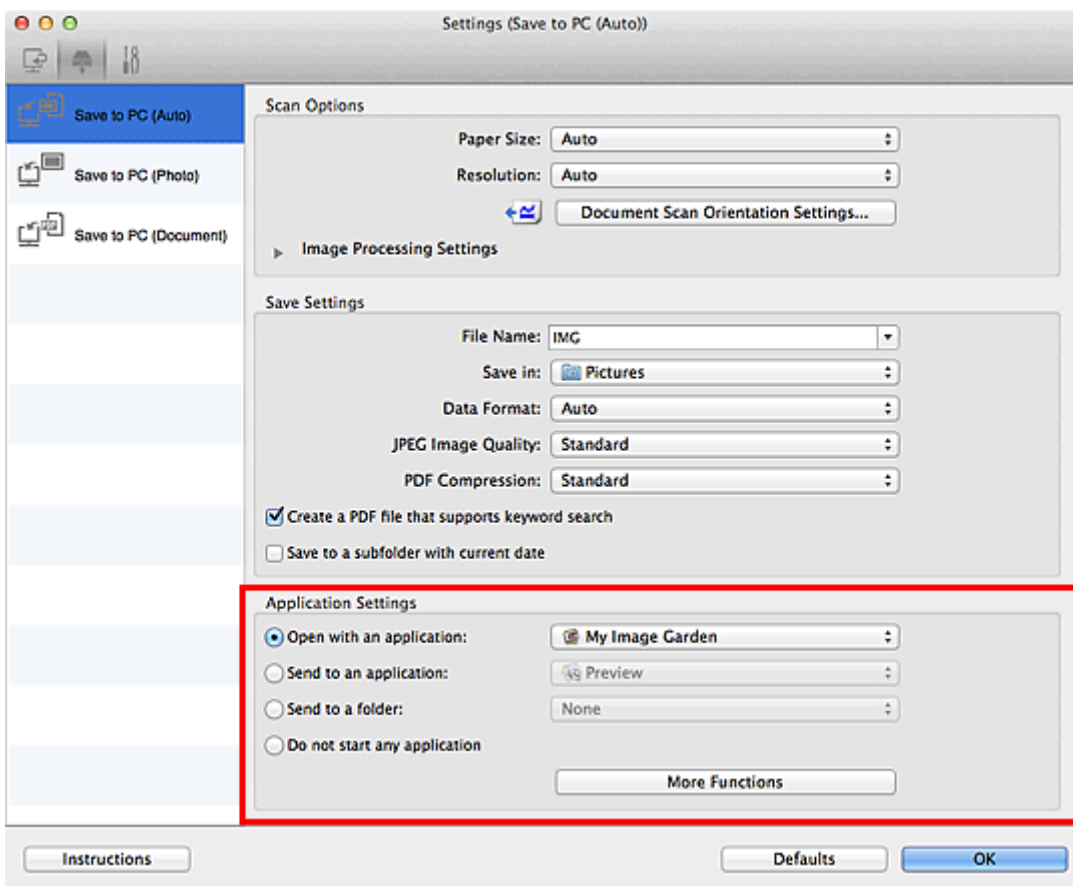 Settings (Save to PC (Auto))
Save to PC (Auto)
Save to PC (Photo)
Save to PC (Document)
Scan Options
Paper Size: Auto
Resolution: Auto
Document Scan Orientation Settings...
Image Processing Settings
Save Settings
File Name: IMG
Save in: Pictures
Data Format: Auto
JPEG Image Quality: Standard
PDF Compression: Standard
Create a PDF file that supports keyword search
Save to a subfolder with current date
Application Settings
Open with an application: My Image Garden
Send to an application: Preview
Send to a folder: None
Do not start any application
More Functions
Instructions Defaults OK